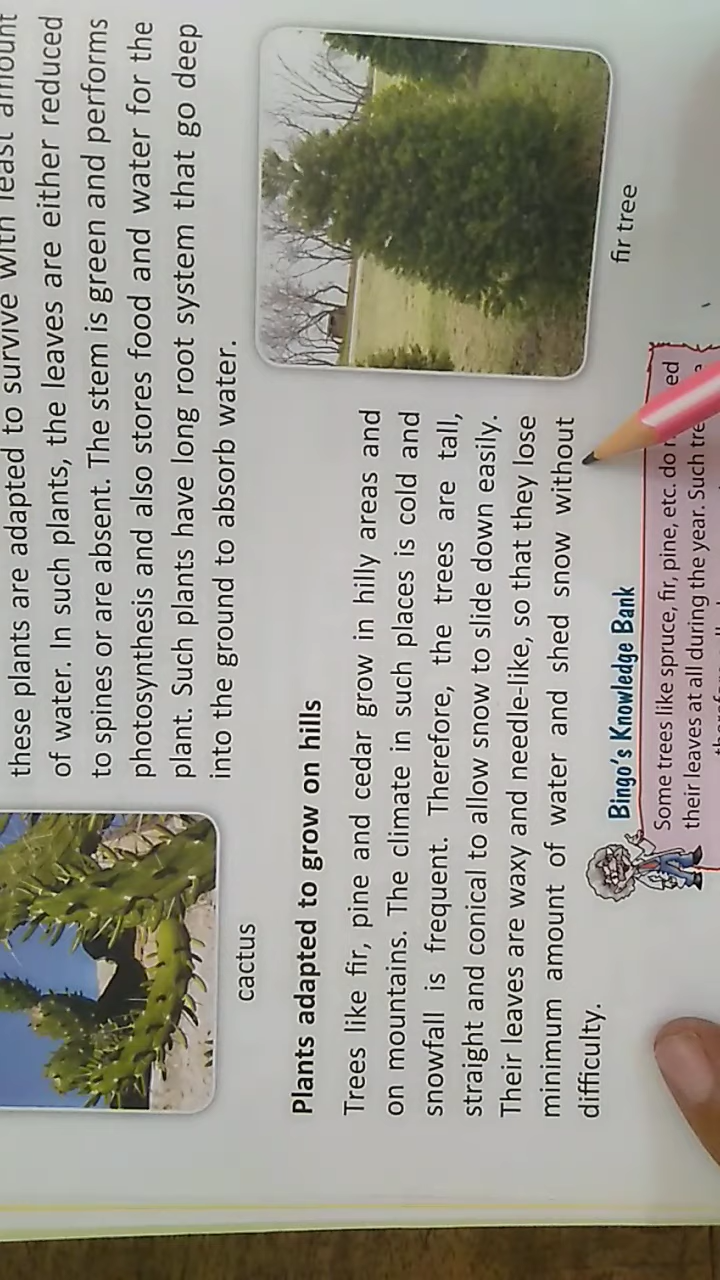 these plants are adapted to survive with least amount
of water. In such plants, the leaves are either reduced
to spines or are absent. The stem is green and performs
photosynthesis and also stores food and water for the
plant. Such plants have long root system that go deep
into the ground to absorb water.
cactus
Plants adapted to grow on hills
Trees like fir, pine and cedar grow in hilly areas and
on mountains. The climate in such places is cold and
snowfall is frequent. Therefore, the trees are tall,
straight and conical to allow snow to slide down easily.
Their leaves are waxy and needle-like, so that they lose
minimum amount of water and shed snow without
difficulty.
fir tree
Bingo's Knowledge Bank
Some trees like spruce, fir, pine, etc. do
their leaves at all during the year. Such